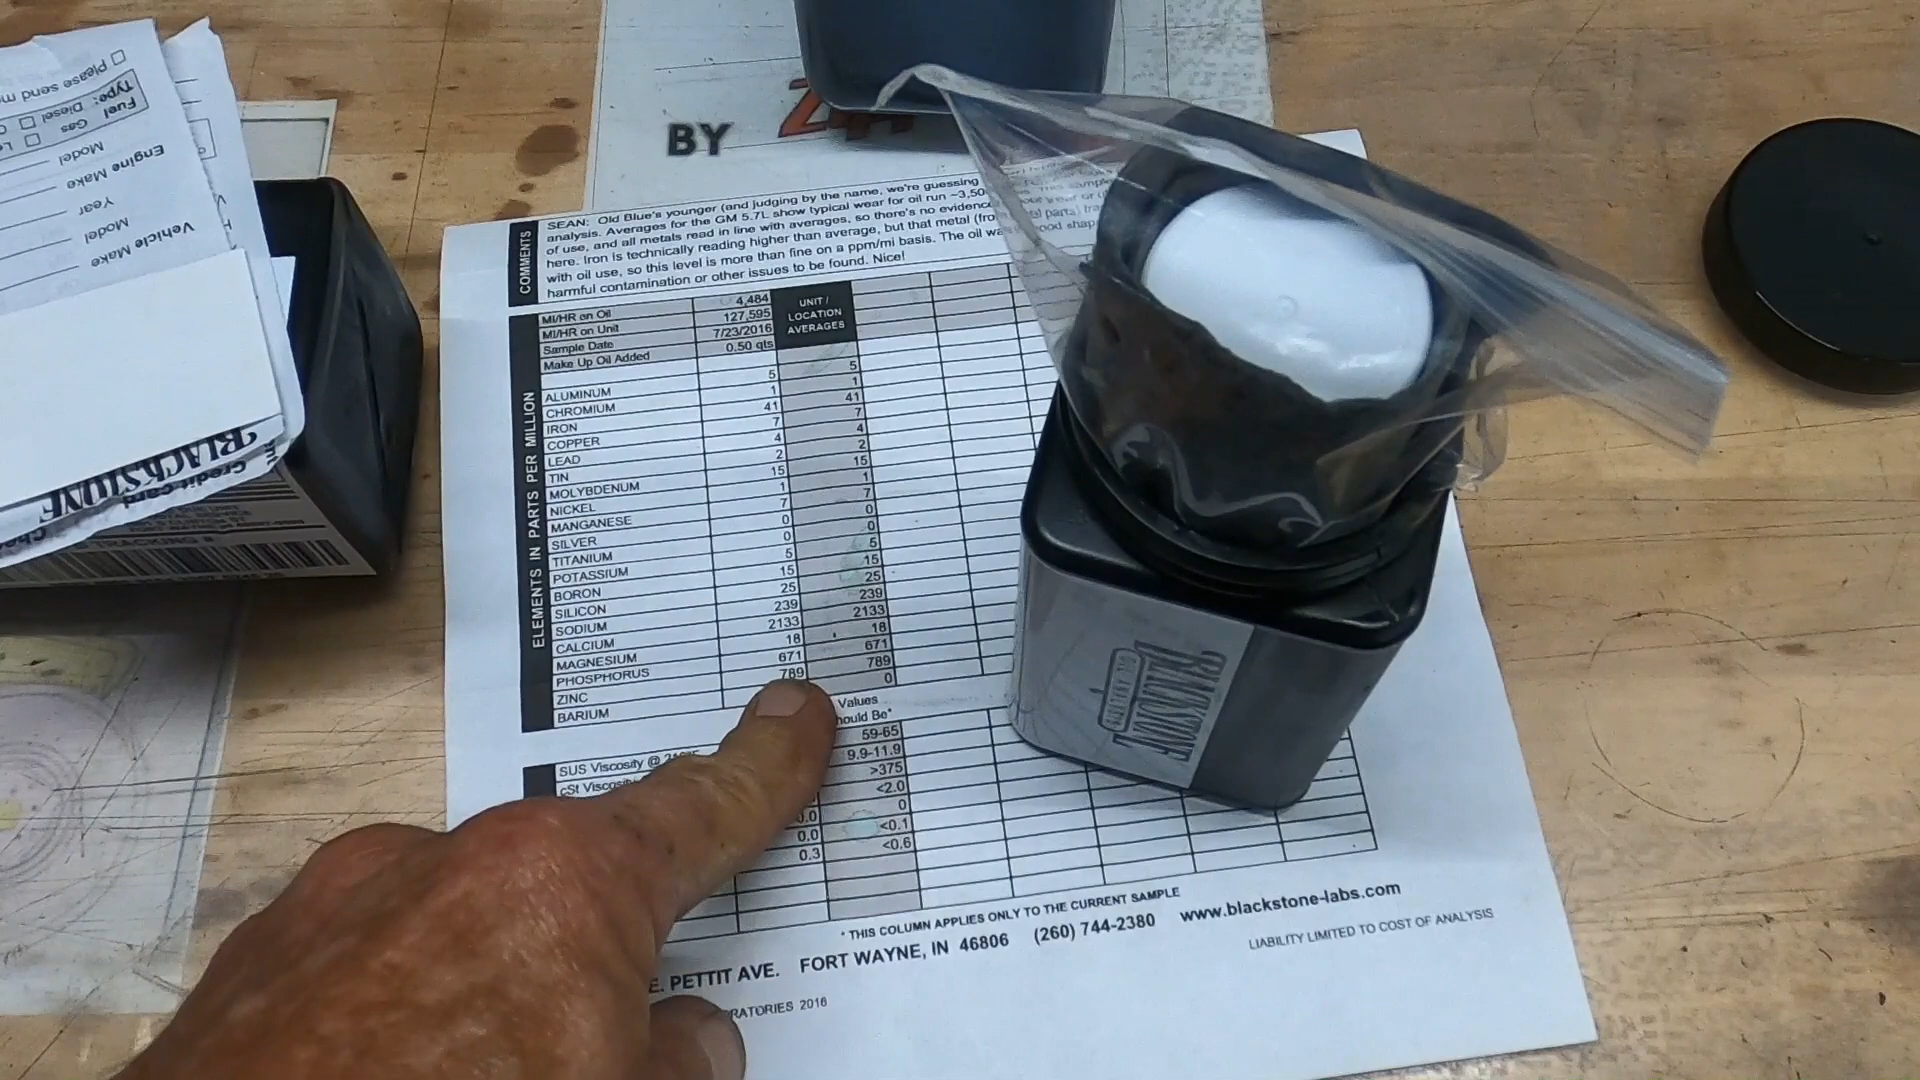 BY
COMMENTS
SEAN: Old Blue's younger (and judging by the name, we're guessing
analysis. Averages for the GM 5.7L show typical wear for oil run ~3,50
of use, and all metals read in line with averages, so there's no evidenc
here. Iron is technically reading higher than average, but that metal (fro
with oil use, so this level is more than fine on a ppm/mi basis. The oil wa good shap
harmful contamination or other issues to be found. Nice!
MI/HR on Oil 4,484
MI/HR on Unit 127,595
Sample Date 7/23/2016
Make Up Oil Added 0.50 qts
UNIT /
LOCATION
AVERAGES
ELEMENTS IN PARTS PER MILLION
ALUMINUM 5 5
CHROMIUM 1 1
IRON 41 41
COPPER 7 7
LEAD 4 4
TIN 2 2
MOLYBDENUM 15 15
NICKEL 1 1
MANGANESE 7 7
SILVER 0 0
TITANIUM 0 0
POTASSIUM 5 5
BORON 15 15
SILICON 25 25
SODIUM 239 239
CALCIUM 2133 2133
MAGNESIUM 18 18
PHOSPHORUS 671 671
ZINC 789 789
BARIUM 0
Values
ould Be*
SUS Viscosity @ 59-65
cSt Viscosity 9.9-11.9
>375
<2.0
0.0 0
0.0 <0.1
0.3 <0.6
* THIS COLUMN APPLIES ONLY TO THE CURRENT SAMPLE
E. PETTIT AVE. FORT WAYNE, IN 46806 (260) 744-2380 www.blackstone-labs.com
LIABILITY LIMITED TO COST OF ANALYSIS
RATORIES 2016
BLACKSTONE
Please send m
Fuel
Type: Diesel Gas
Engine Make Model
Year
Model
Vehicle Make
Credit Card
BLACKSTONE